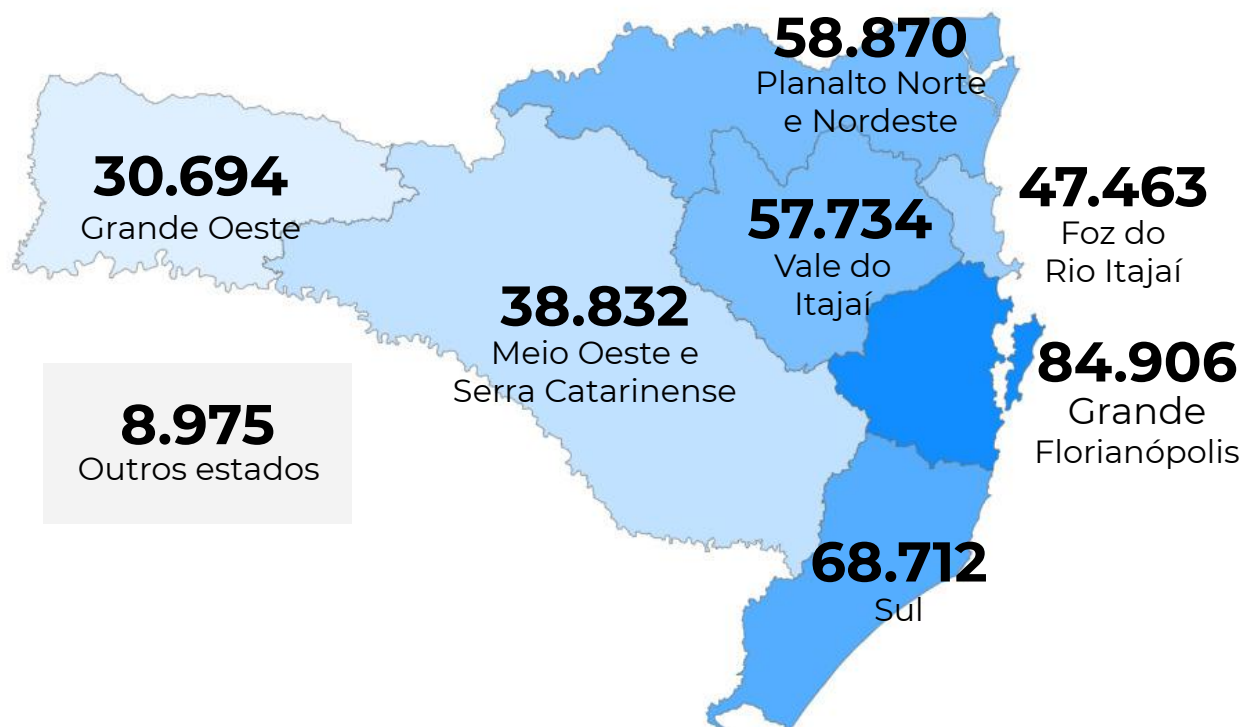 58.870
Planalto Norte
e Nordeste
30.694
Grande Oeste
47.463
Foz do
Rio Itajaí
57.734
Vale do
Itajaí
38.832
Meio Oeste e
Serra Catarinense
84.906
Grande
Florianópolis
8.975
Outros estados
68.712
Sul